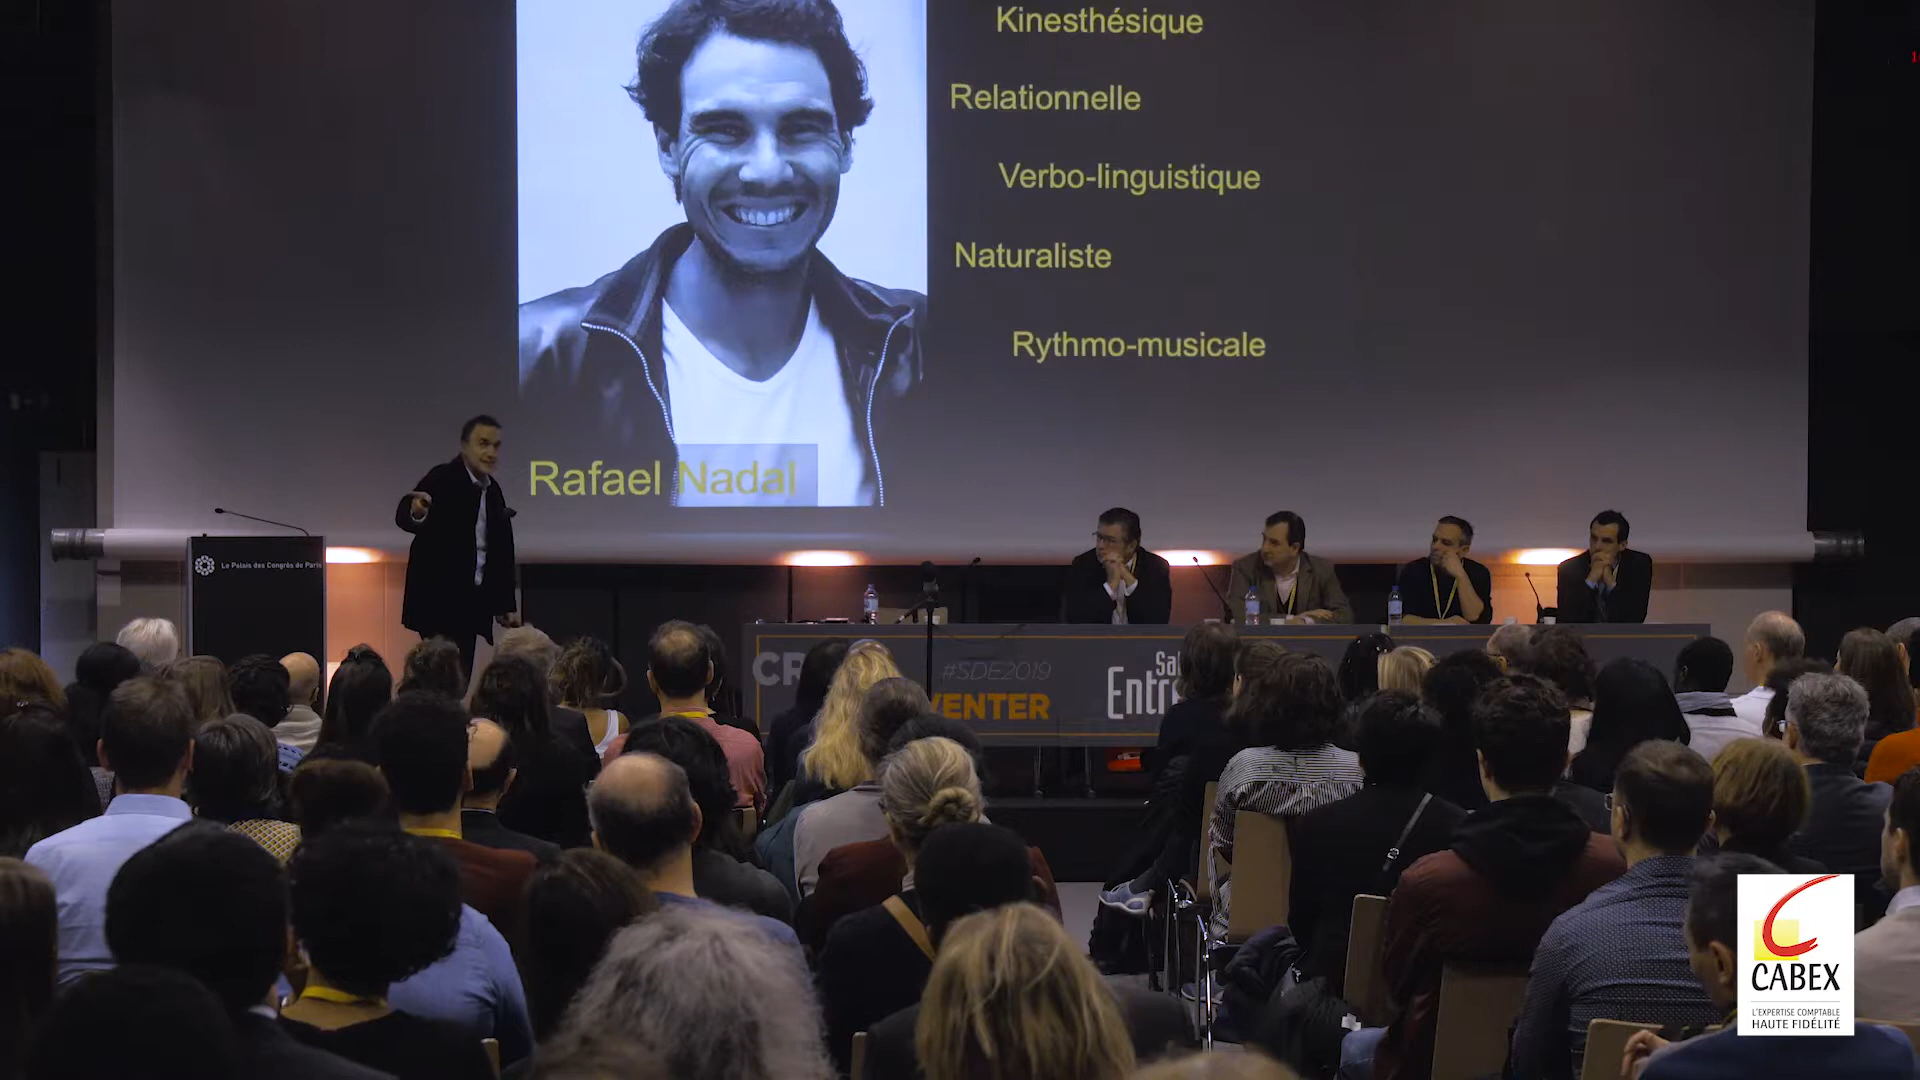 Kinesthésique
Relationnelle
Verbo-linguistique
Naturaliste
Rythmo-musicale
Rafael Nadal
Le Palais des Congrès de Paris
#SDE2019
CABEX
L'EXPERTISE COMPTABLE
HAUTE FIDÉLITÉ